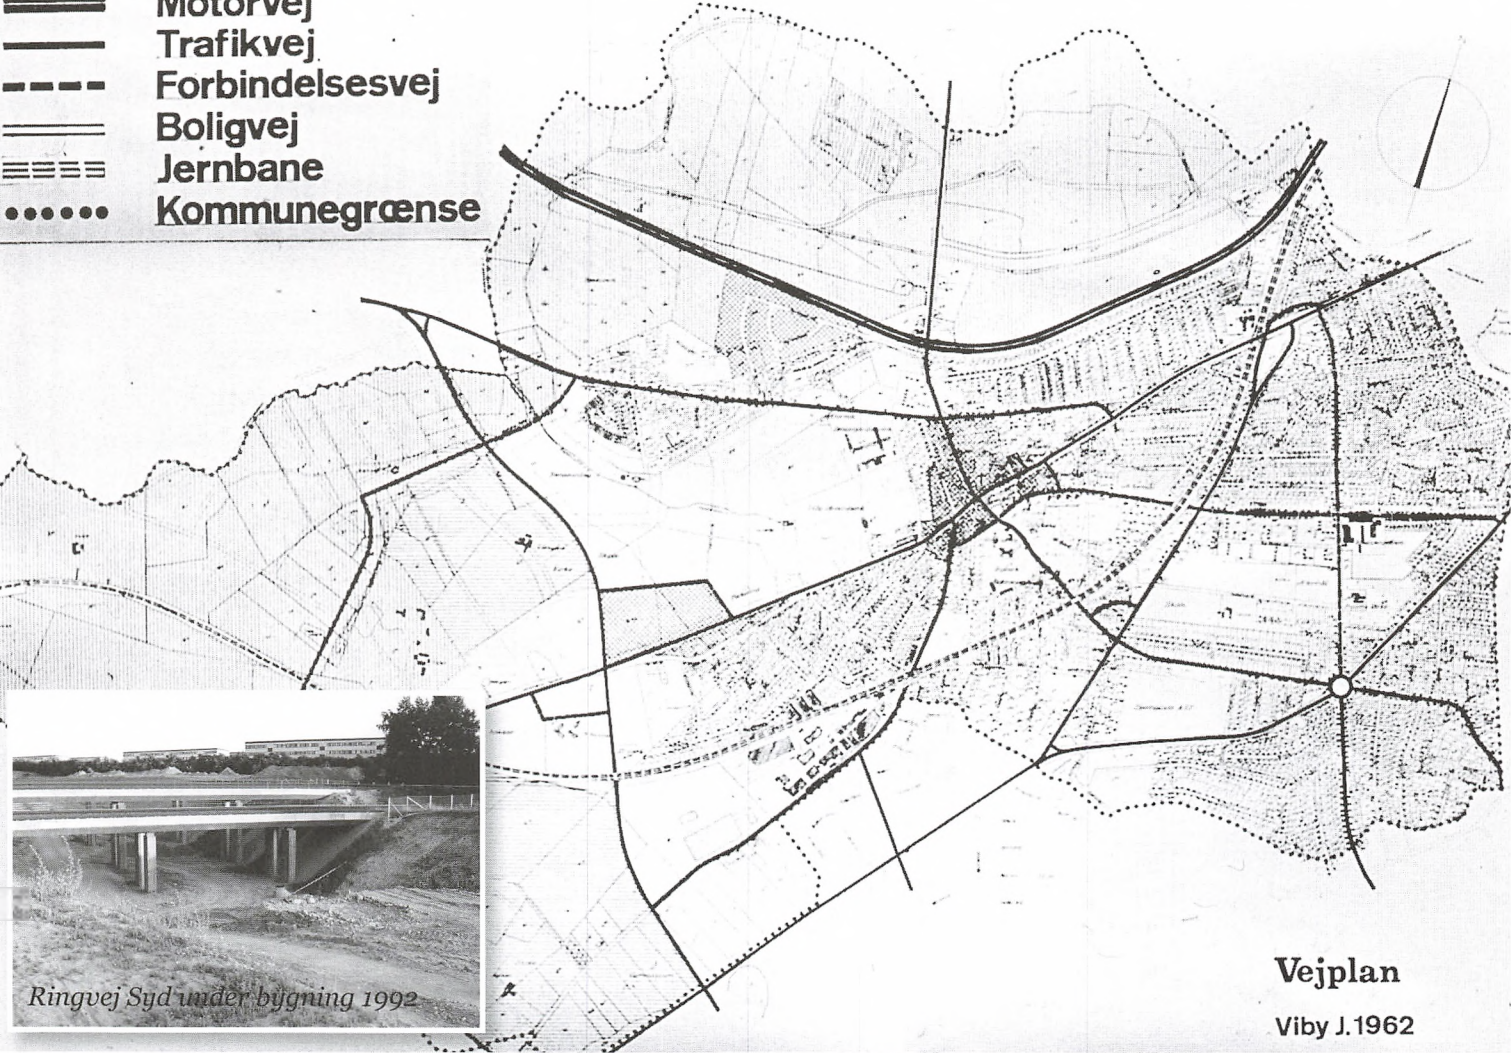 Motorvej
Trafikvej
Forbindelsesvej
Boligvej
Jernbane
Kommunegrænse
Ringvej Syd under bygning 1992
Vejplan
Viby J.1962